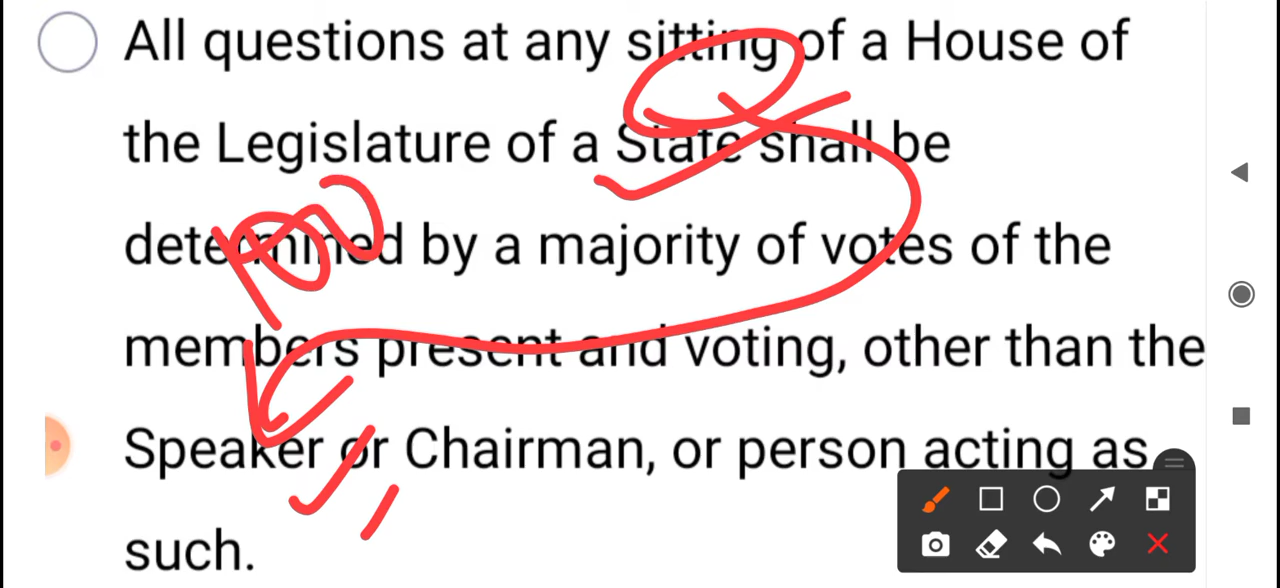 All questions at any sitting of a House of
the Legislature of a State shall be
determined by a majority of votes of the
members present and voting, other than the
Speaker or Chairman, or person acting as
such.